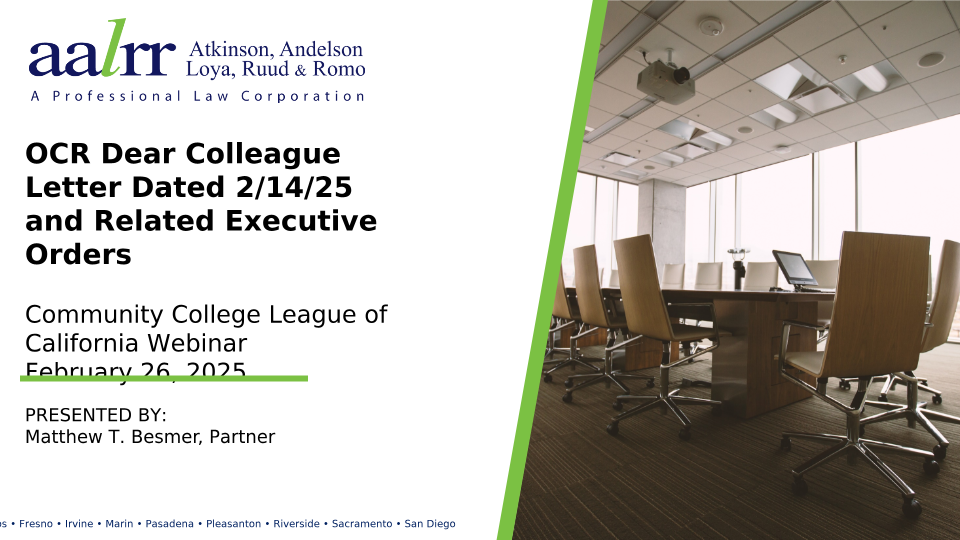 aalrr Atkinson, Andelson
Loya, Ruud & Romo
A Professional Law Corporation
OCR Dear Colleague
Letter Dated 2/14/25
and Related Executive
Orders
Community College League of
California Webinar
February 26, 2025
PRESENTED BY:
Matthew T. Besmer, Partner
• Fresno • Irvine • Marin • Pasadena • Pleasanton • Riverside • Sacramento • San Diego